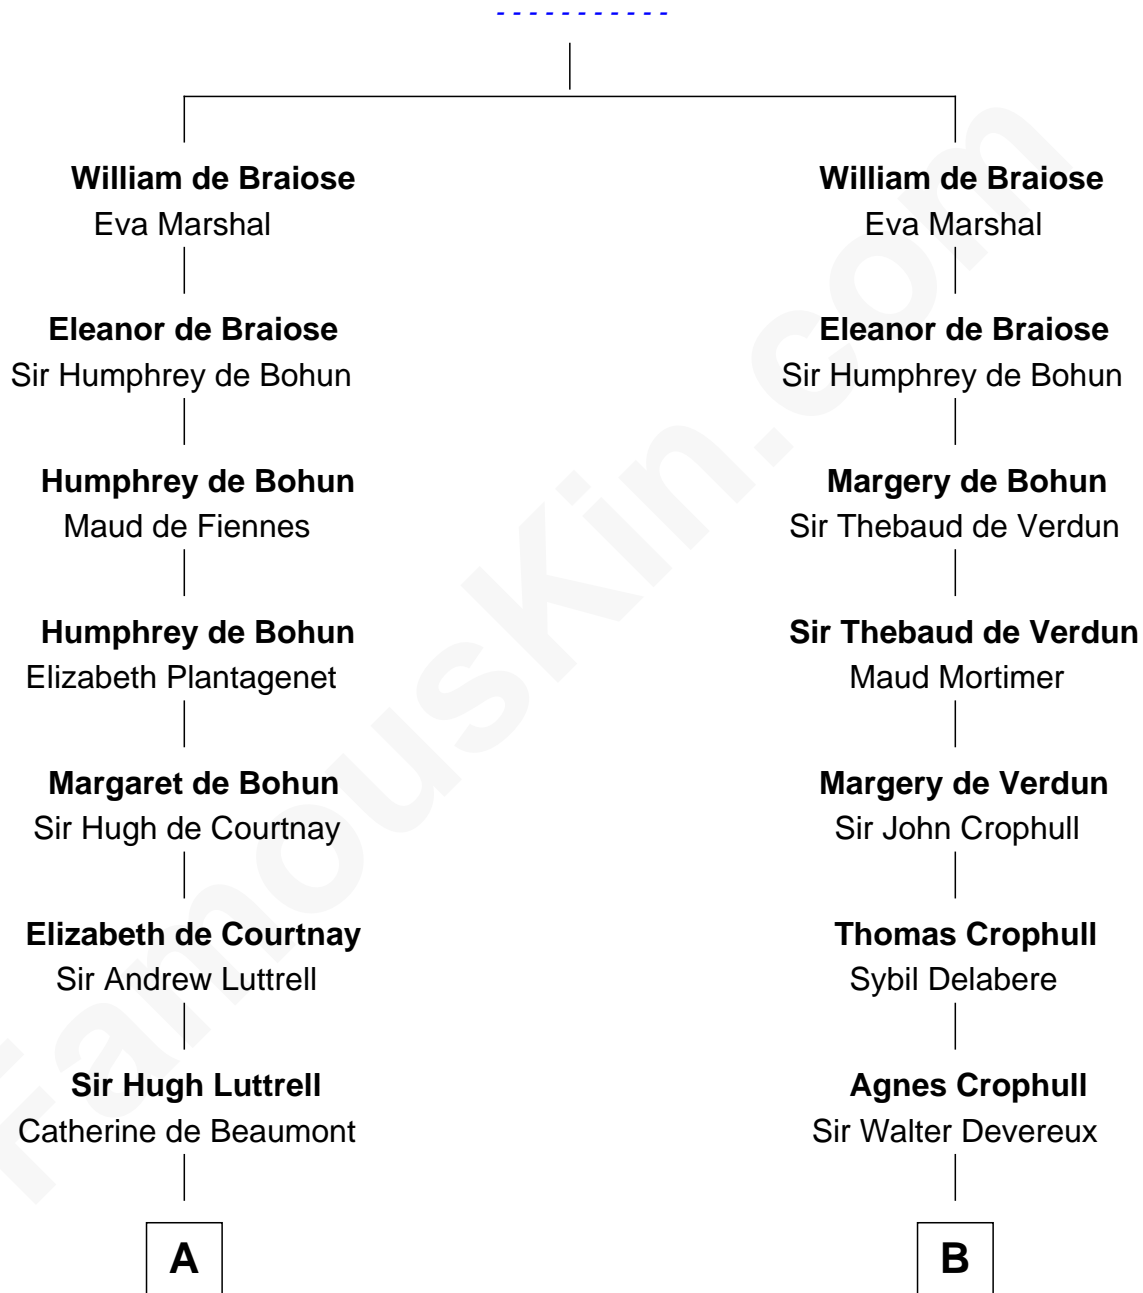 - - - - - - - - - - -
William de Braiose William de Braiose
Eva Marshal Eva Marshal
Eleanor de Braiose Eleanor de Braiose
Sir Humphrey de Bohun Sir Humphrey de Bohun
Humphrey de Bohun Margery de Bohun
Maud de Fiennes Sir Thebaud de Verdun
Humphrey de Bohun Sir Thebaud de Verdun
Elizabeth Plantagenet Maud Mortimer
Margaret de Bohun Margery de Verdun
Sir Hugh de Courtnay Sir John Crophull
Elizabeth de Courtnay Thomas Crophull
Sir Andrew Luttrell Sybil Delabere
Sir Hugh Luttrell Agnes Crophull
Catherine de Beaumont Sir Walter Devereux
A B
FamousKin.com